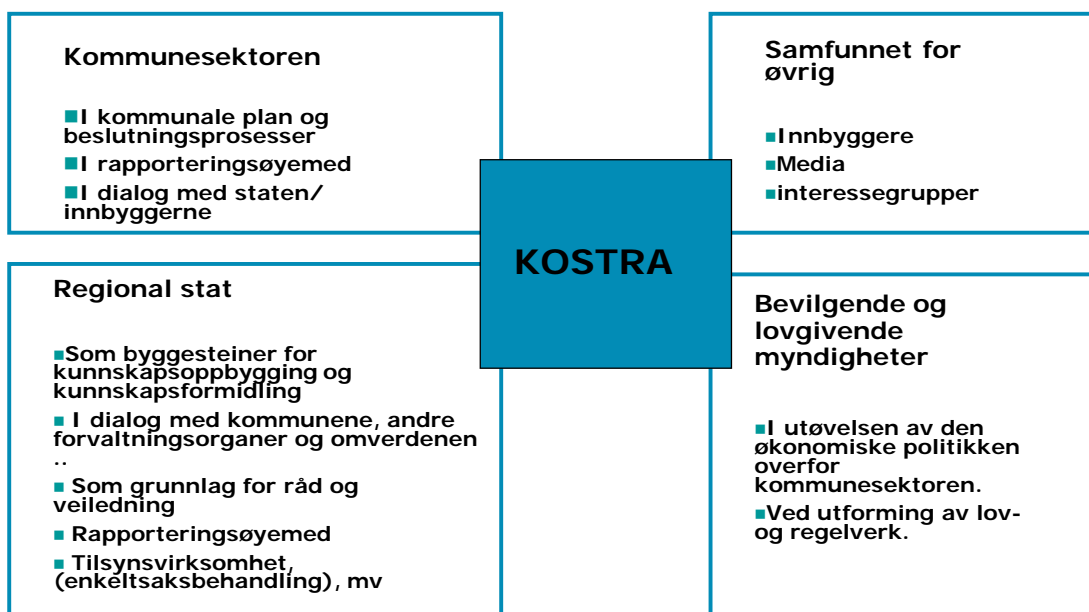 Kommunesektoren
■I kommunale plan og
beslutningsprosesser
■I rapporteringsøyemed
■I dialog med staten/
innbyggerne
Samfunnet for
øvrig
■Innbyggere
■Media
■interessegrupper
KOSTRA
Regional stat
■Som byggesteiner for
kunnskapsoppbygging og
kunnskapsformidling
■ I dialog med kommunene, andre
forvaltningsorganer og omverdenen
..
■ Som grunnlag for råd og
veiledning
■ Rapporteringsøyemed
■ Tilsynsvirksomhet,
(enkeltsaksbehandling), mv
Bevilgende og
lovgivende
myndigheter
■I utøvelsen av den
økonomiske politikken
overfor
kommunesektoren.
■Ved utforming av lov-
og regelverk.